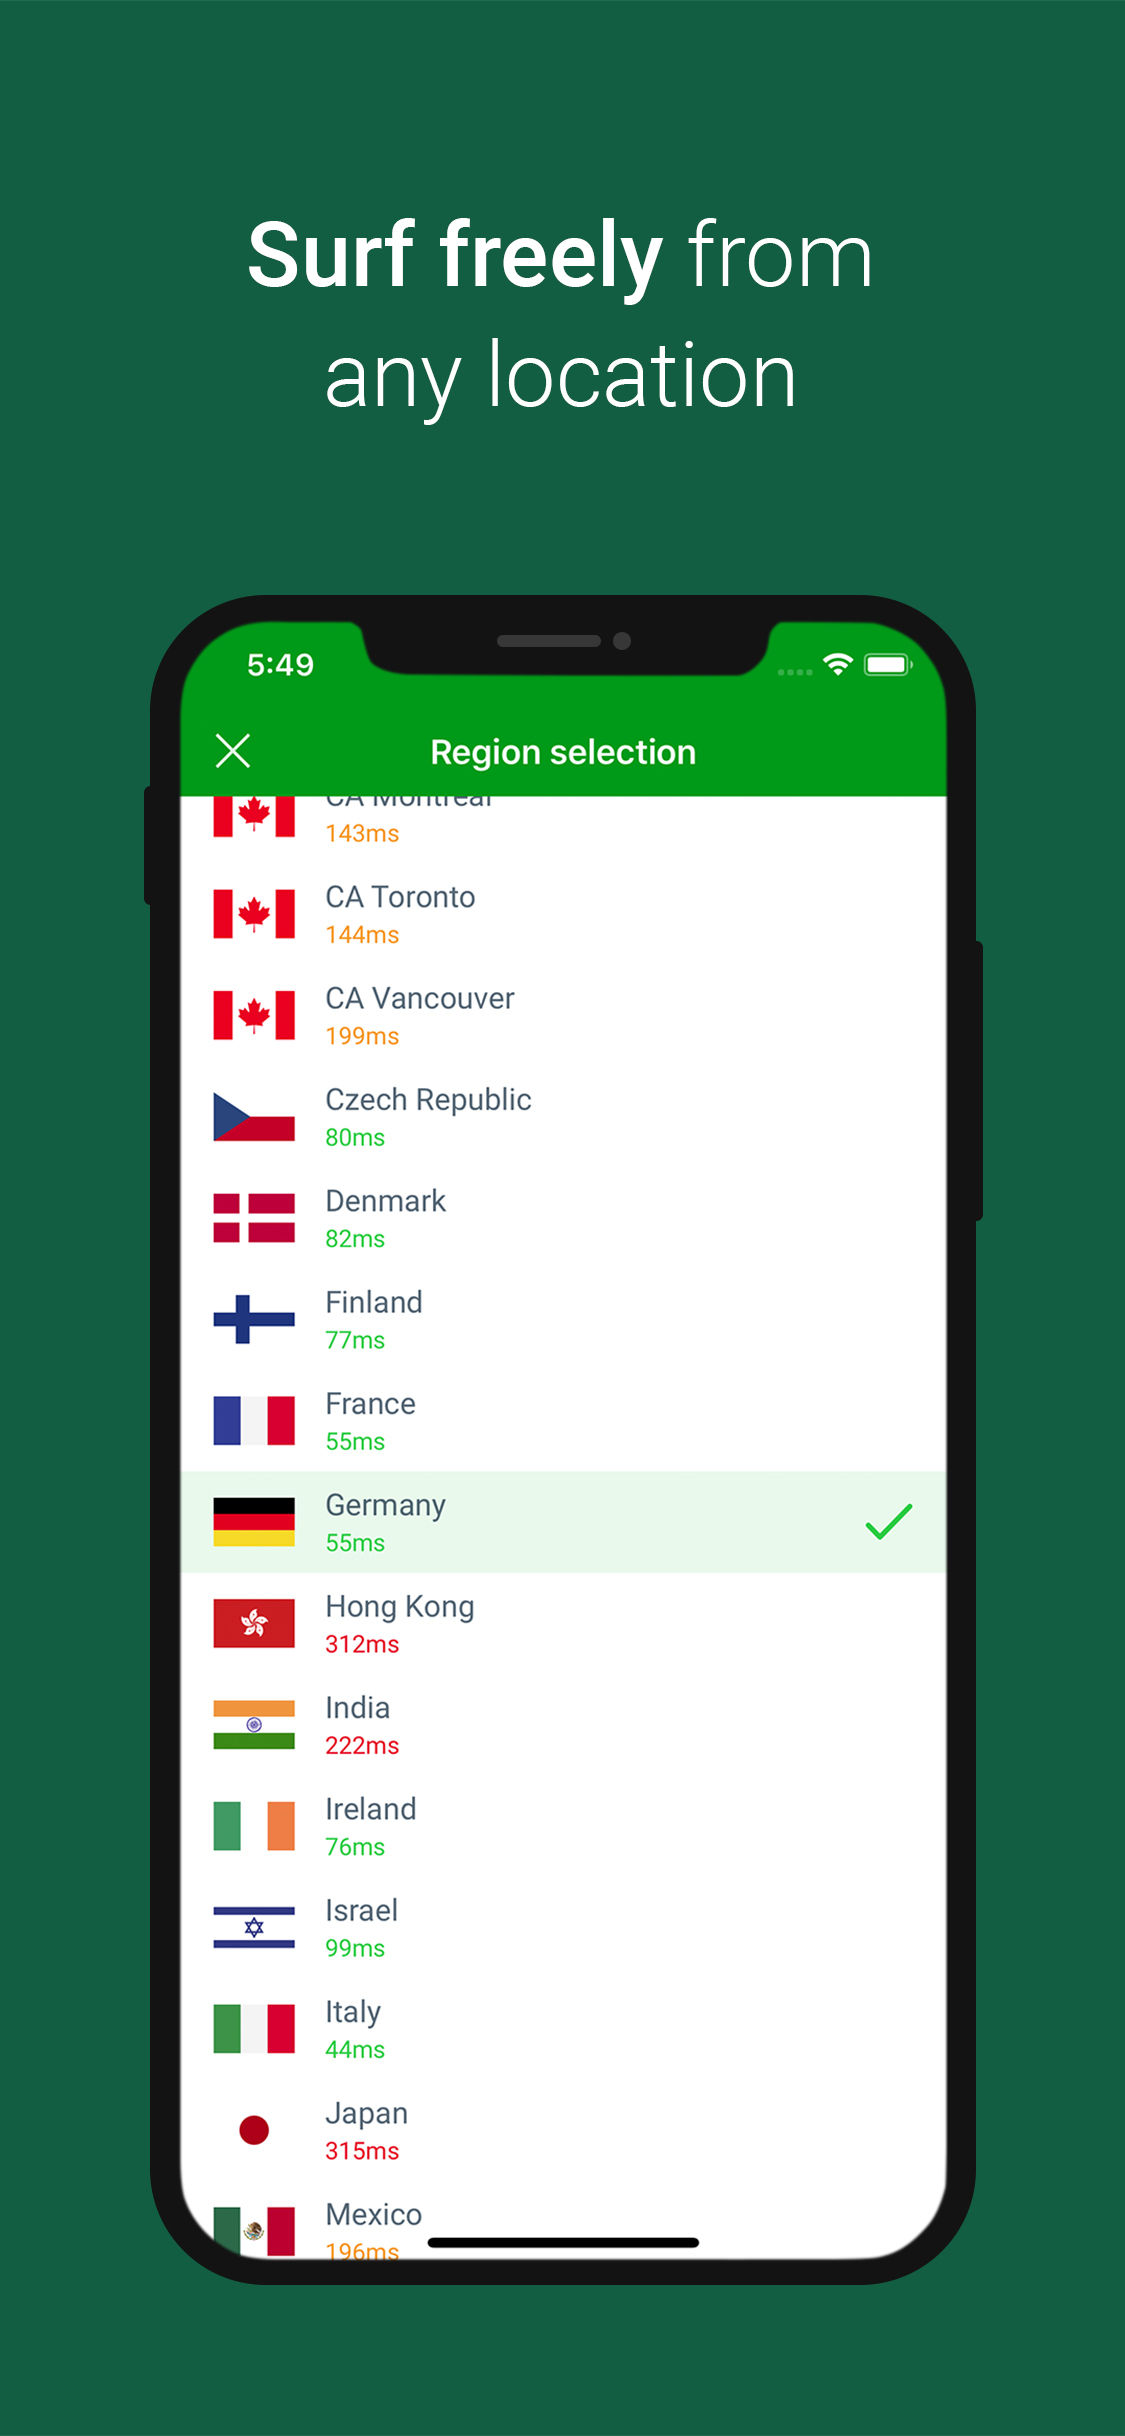 Surf freely from
any location
5:49
Region selection
CA Montreal
143ms
CA Toronto
144ms
CA Vancouver
199ms
Czech Republic
80ms
Denmark
82ms
Finland
77ms
France
55ms
Germany
55ms
Hong Kong
312ms
India
222ms
Ireland
76ms
Israel
99ms
Italy
44ms
Japan
315ms
Mexico
196ms